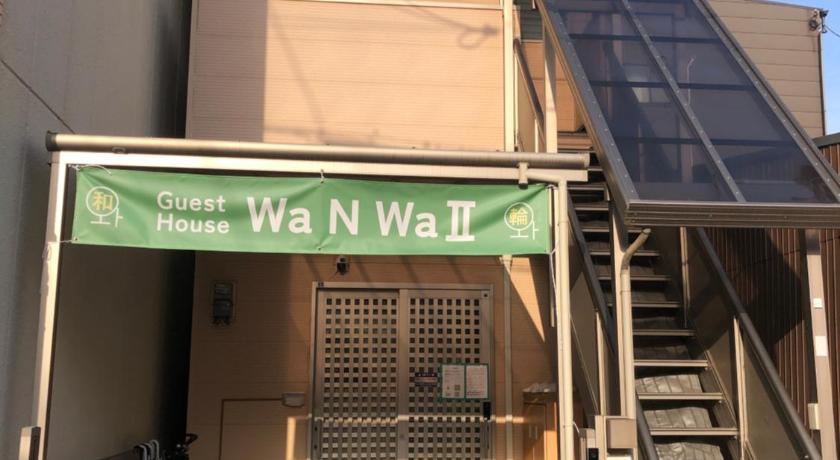 和
Guest
House
Wa N Wa Ⅱ
輪